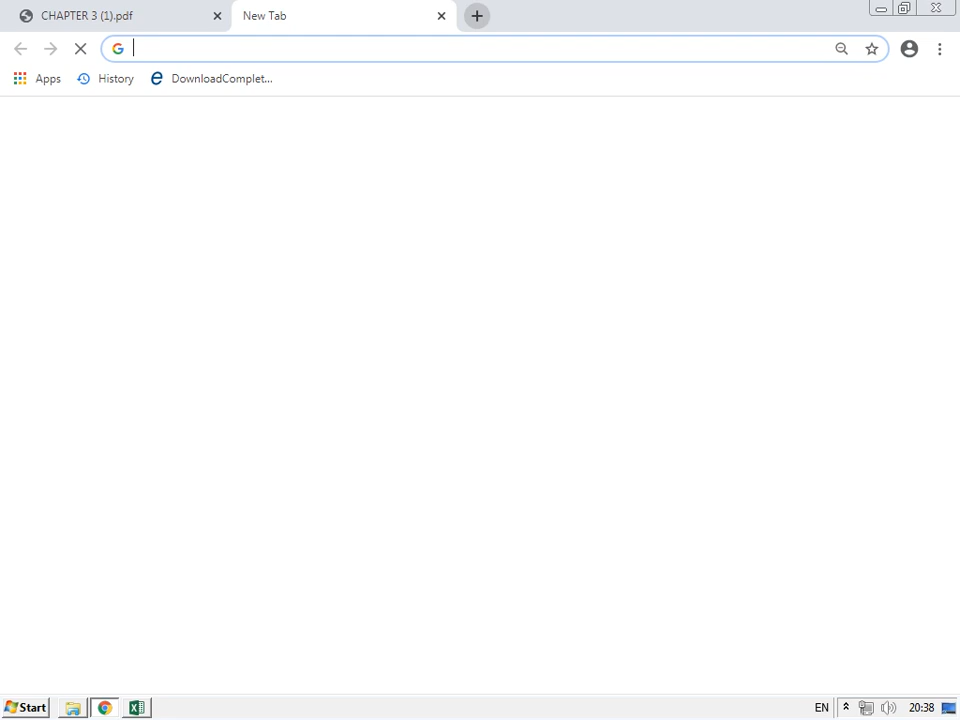 CHAPTER 3 (1).pdf
New Tab
Apps
History
DownloadComplet...
Start
EN
20:38